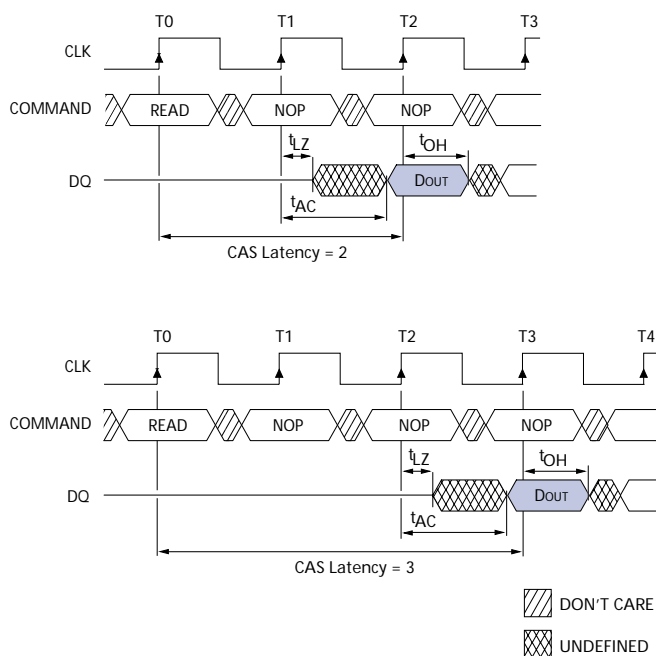 T0 T1 T2 T3
CLK
COMMAND READ NOP NOP
tLZ tOH
DQ DOUT
tAC
CAS Latency = 2
T0 T1 T2 T3 T4
CLK
COMMAND READ NOP NOP NOP
tLZ tOH
DQ DOUT
tAC
CAS Latency = 3
DON'T CARE
UNDEFINED